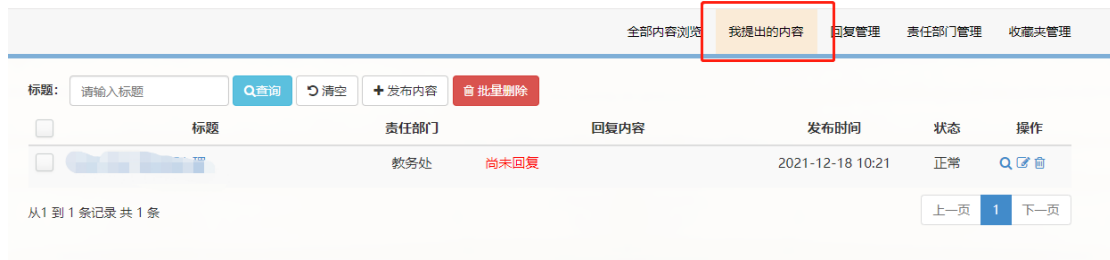 全部内容浏览 我提出的内容 回复管理 责任部门管理 收藏夹管理
标题： 请输入标题 查询 清空 发布内容 批量删除
标题 责任部门 回复内容 发布时间 状态 操作
教务处 尚未回复 2021-12-18 10:21 正常
从1 到 1 条记录 共 1 条
上一页 1 下一页